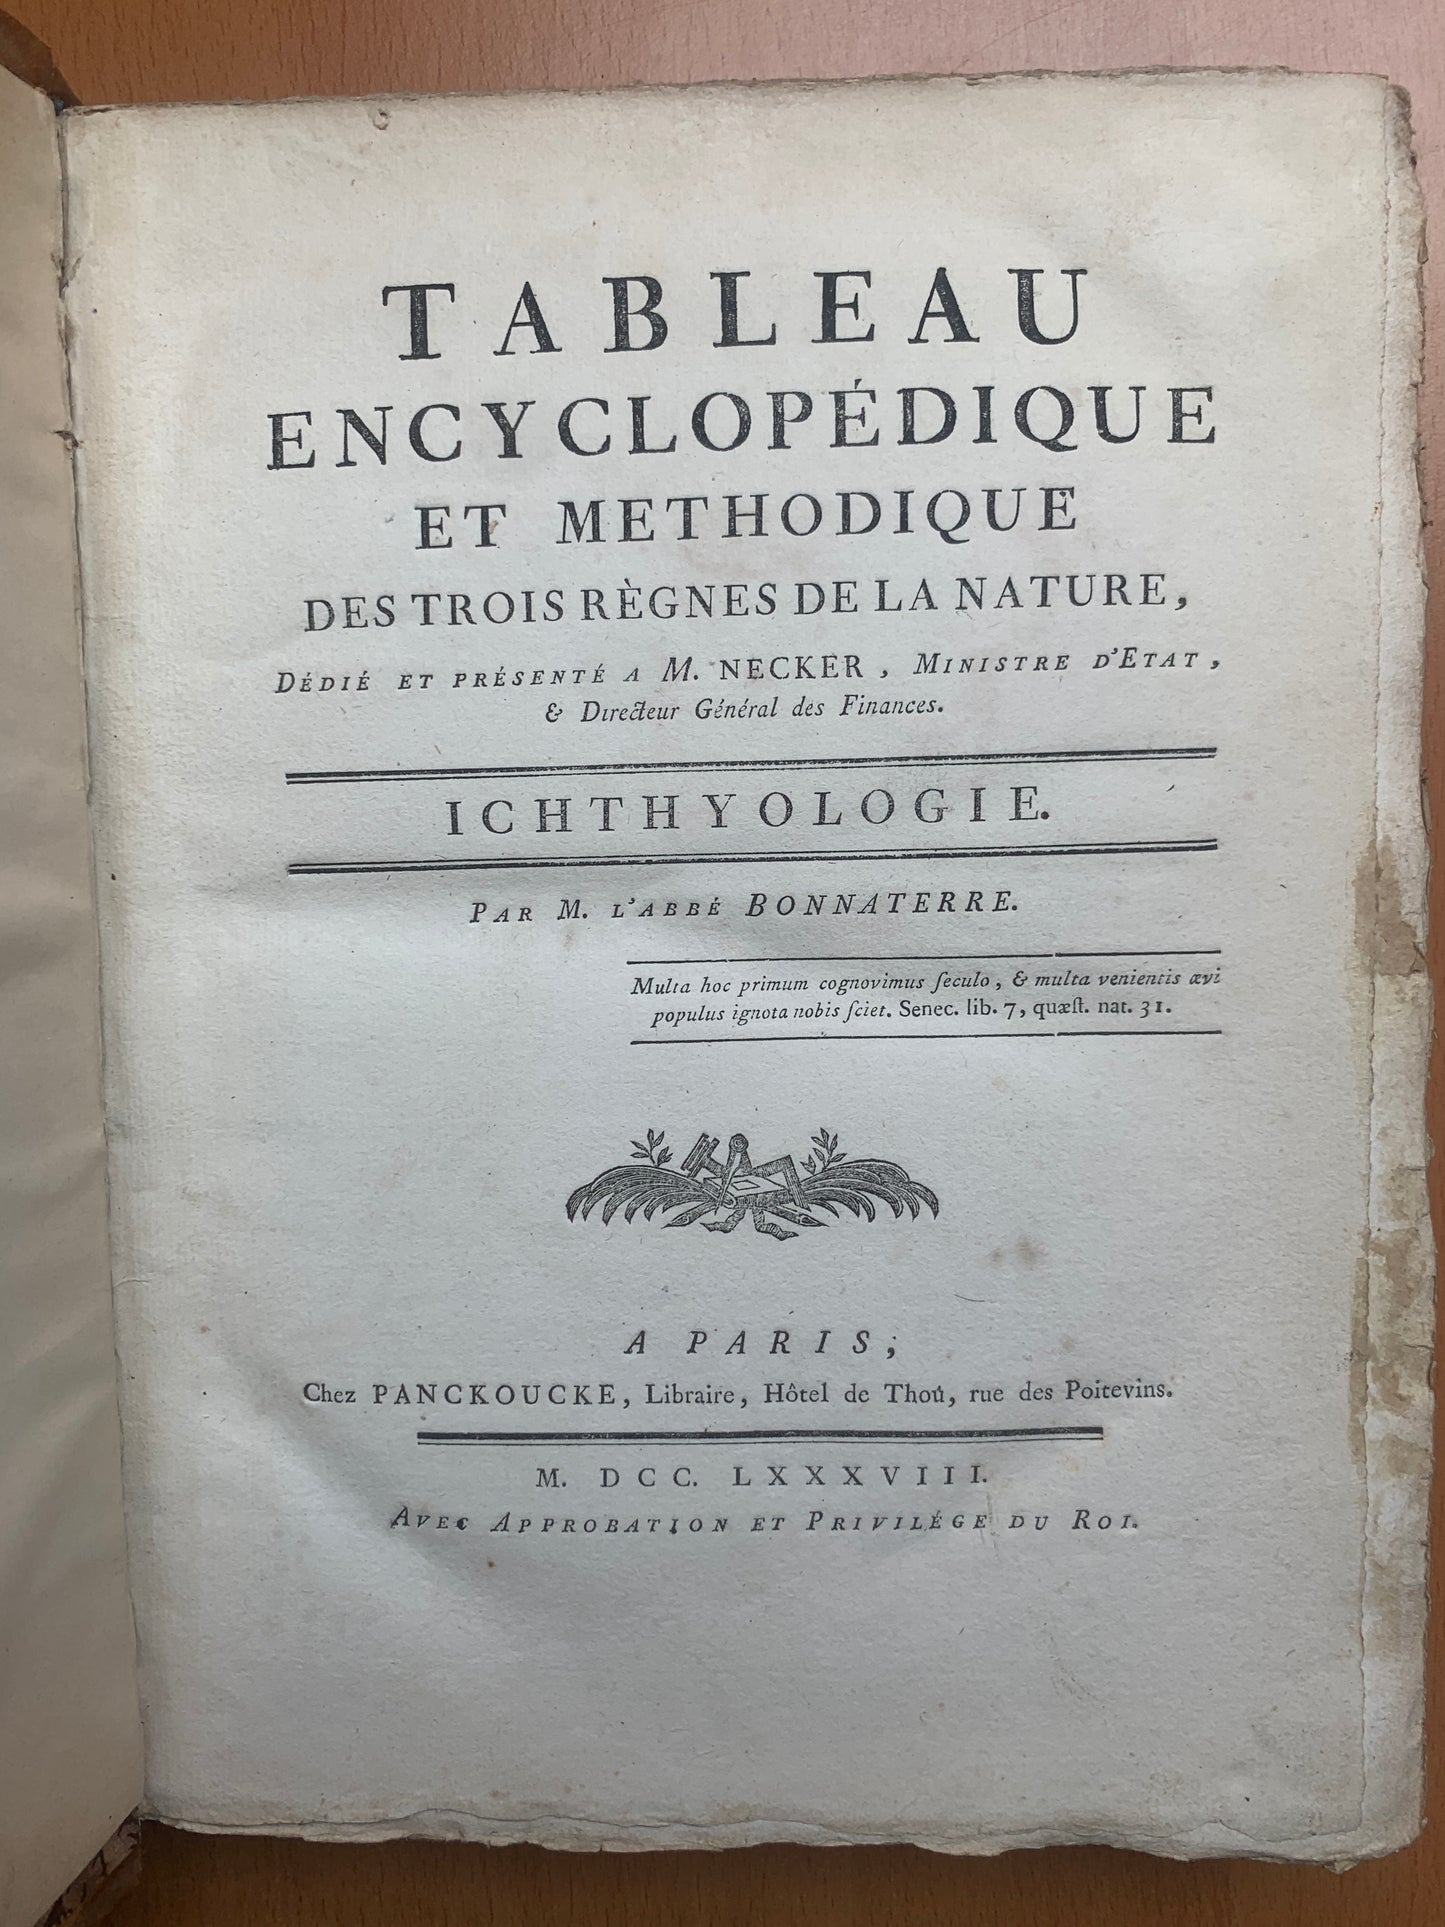 TABLEAU
ENCYCLOPÉDIQUE
ET METHODIQUE
DES TROIS RÈGNES DE LA NATURE,
DÉDIÉ ET PRÉSENTÉ A M. NECKER, MINISTRE D'ETAT,
& Directeur Général des Finances.
ICHTHYOLOGIE.
PAR M. L'ABBÉ BONNATERRE.
Multa hoc primum cognovimus ſeculo, & multa venientis ævi
populus ignota nobis ſciet. Senec. lib. 7, quæſt. nat. 31.
A PARIS,
Chez PANCKOUCKE, Libraire, Hôtel de Thou, rue des Poitevins.
M. DCC. LXXXVIII.
AVEC APPROBATION ET PRIVILÉGE DU ROI.